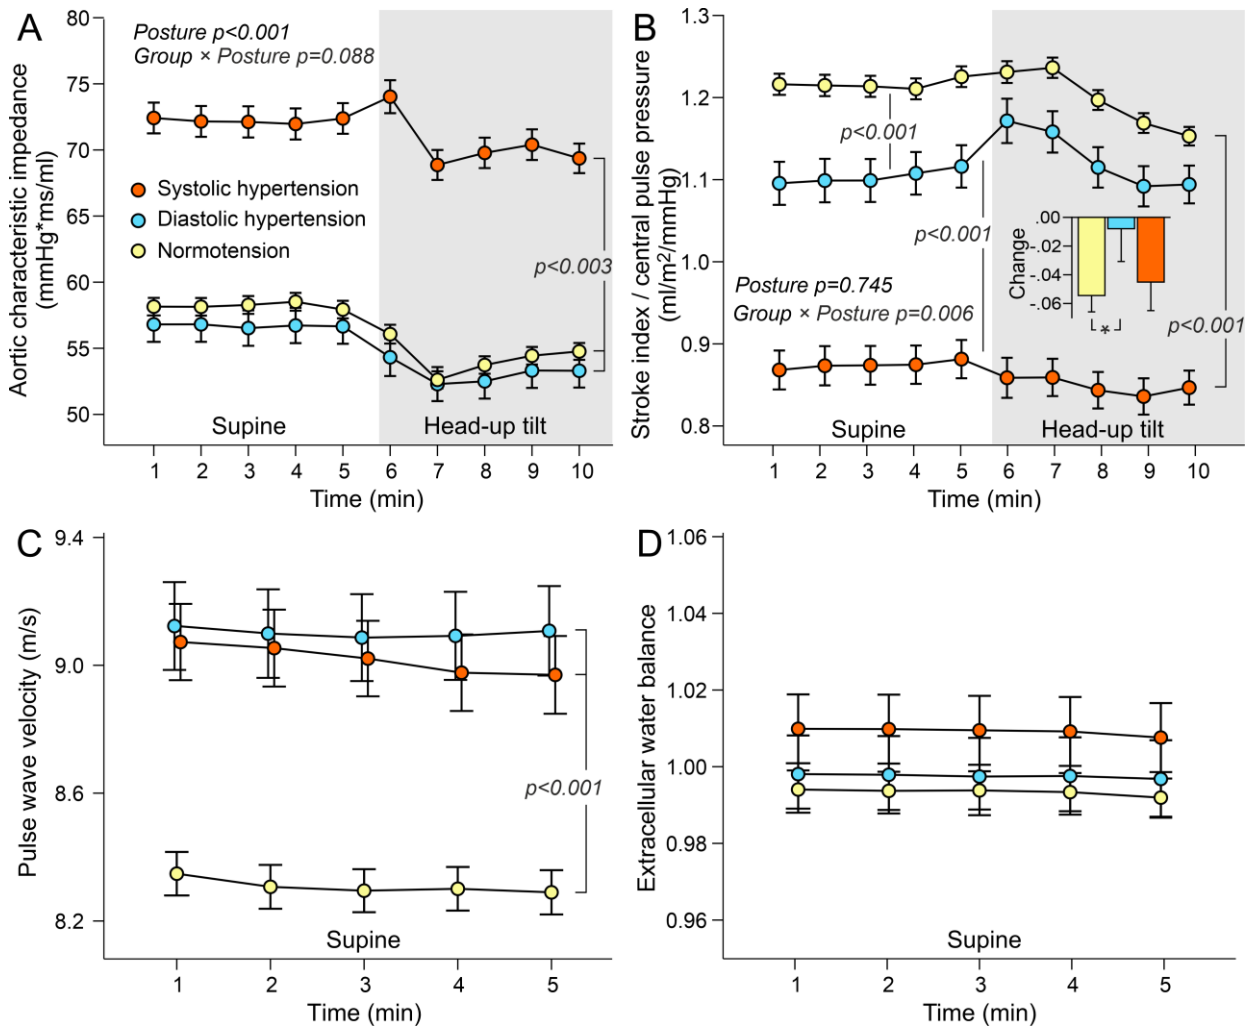 A
Aortic characteristic impedance
(mmHg*ms/ml)
80
75
70
65
60
55
50
Posture p<0.001
Group × Posture p=0.088
Systolic hypertension
Diastolic hypertension
Normotension
p<0.003
Supine
Head-up tilt
1 2 3 4 5 6 7 8 9 10
Time (min)
B
Stroke index / central pulse pressure
(ml/m²/mmHg)
1.3
1.2
1.1
1.0
0.9
0.8
p<0.001
p<0.001
Posture p=0.745
Group × Posture p=0.006
Change
.00
-.02
-.04
-.06
*
p<0.001
Supine
Head-up tilt
1 2 3 4 5 6 7 8 9 10
Time (min)
C
Pulse wave velocity (m/s)
9.4
9.0
8.6
8.2
p<0.001
Supine
1 2 3 4 5
Time (min)
D
Extracellular water balance
1.06
1.04
1.02
1.00
0.98
0.96
Supine
1 2 3 4 5
Time (min)